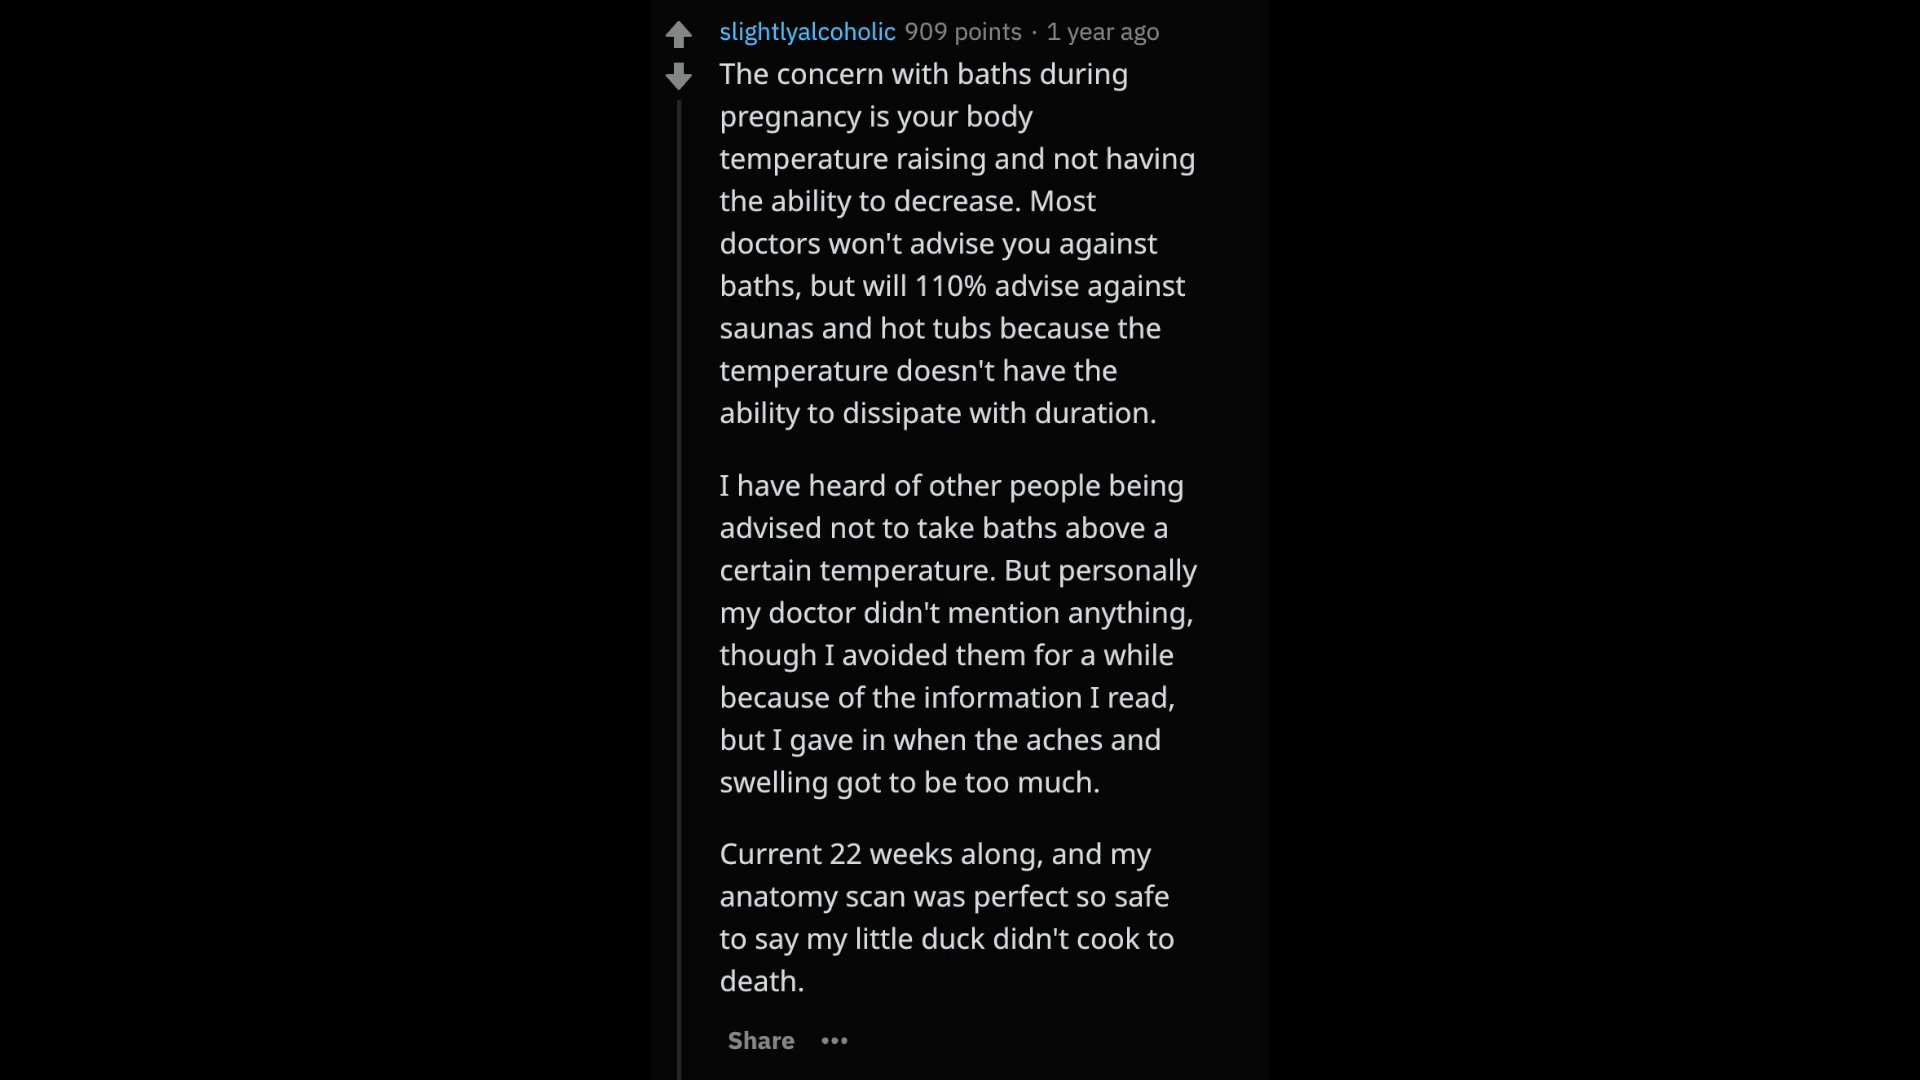 slightlyalcoholic 909 points · 1 year ago
The concern with baths during
pregnancy is your body
temperature raising and not having
the ability to decrease. Most
doctors won't advise you against
baths, but will 110% advise against
saunas and hot tubs because the
temperature doesn't have the
ability to dissipate with duration.
I have heard of other people being
advised not to take baths above a
certain temperature. But personally
my doctor didn't mention anything,
though I avoided them for a while
because of the information I read,
but I gave in when the aches and
swelling got to be too much.
Current 22 weeks along, and my
anatomy scan was perfect so safe
to say my little duck didn't cook to
death.
Share •••